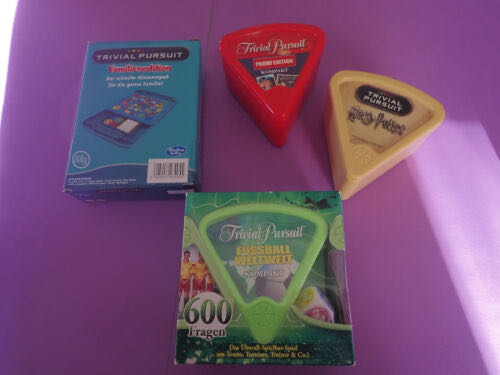 TRIVIAL PURSUIT
Familienedition
Der schnelle Wissensspaß
für die ganze Familie!
Hasbro
Trivial Pursuit
PROMI EDITION
KOMPAKT
TRIVIAL
PURSUIT
Harry Potter
Trivial Pursuit
FUSSBALL
WELTWEIT
KOMPAKT
600
Fragen
Das Überall-Spielbar-Spiel
um Teams, Turniere, Trainer & Co.!